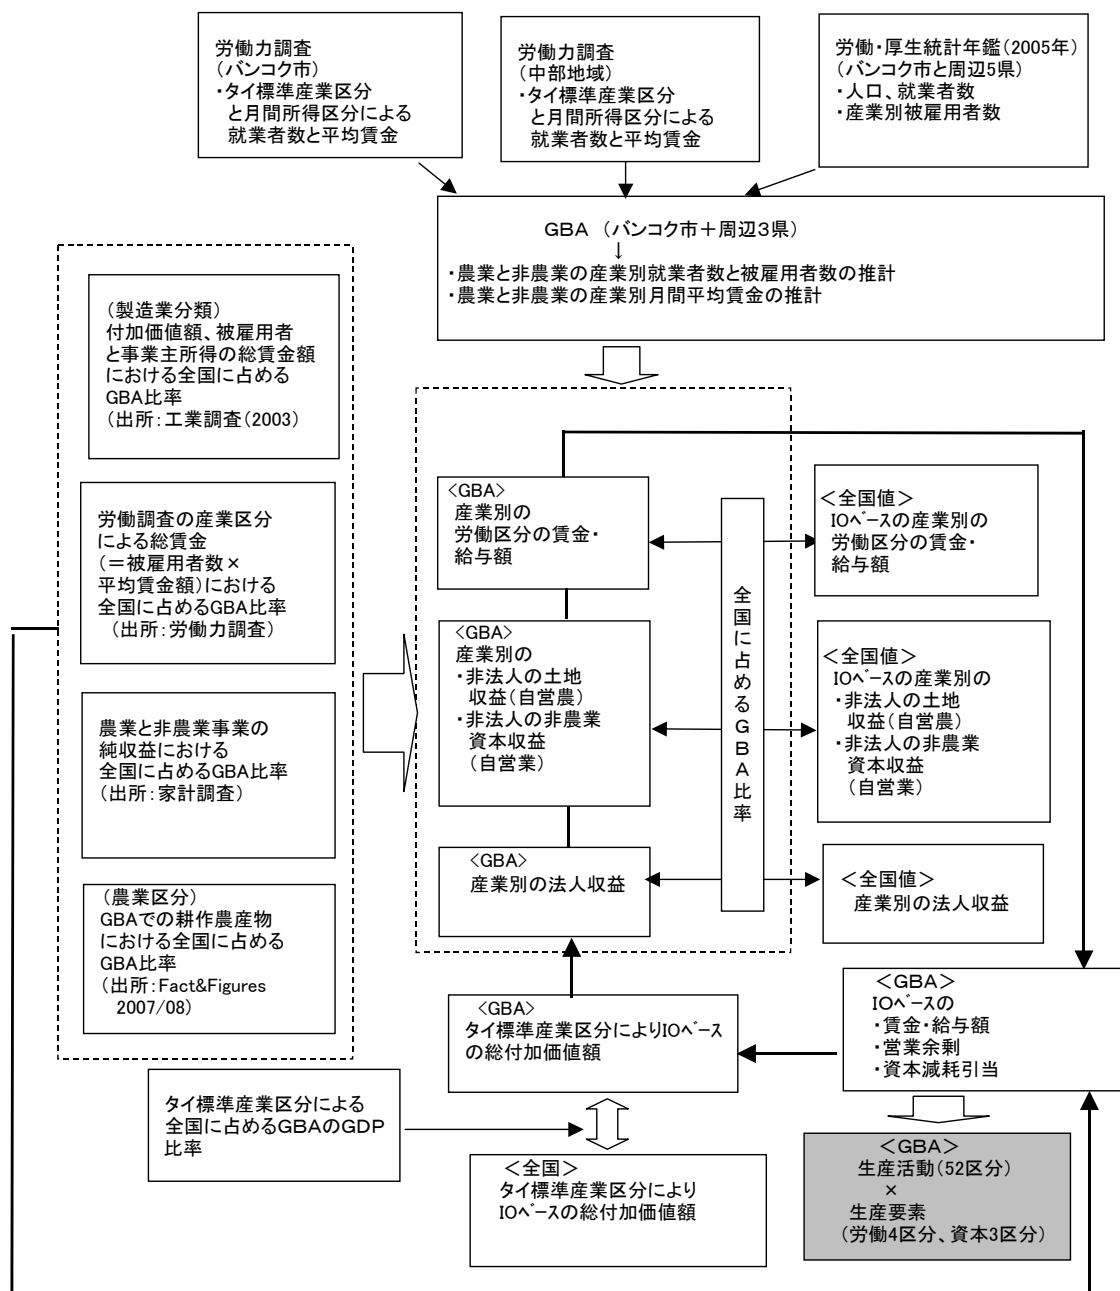 労働力調査
(バンコク市)
・タイ標準産業区分
と月間所得区分による
就業者数と平均賃金
労働力調査
(中部地域)
・タイ標準産業区分
と月間所得区分による
就業者数と平均賃金
労働・厚生統計年鑑(2005年)
(バンコク市と周辺5県)
・人口、就業者数
・産業別被雇用者数
GBA (バンコク市＋周辺3県)
↓
・農業と非農業の産業別就業者数と被雇用者数の推計
・農業と非農業の産業別月間平均賃金の推計
(製造業分類)
付加価値額、被雇用者
と事業主所得の総賃金額
における全国に占める
GBA比率
(出所：工業調査(2003)
労働調査の産業区分
による総賃金
(＝被雇用者数×
平均賃金額)における
全国に占めるGBA比率
(出所：労働力調査)
農業と非農業事業の
純収益における
全国に占めるGBA比率
(出所：家計調査)
(農業区分)
GBAでの耕作農産物
における全国に占める
GBA比率
(出所：Fact&Figures
2007/08)
<GBA>
産業別の
労働区分の賃金・
給与額
<GBA>
産業別の
・非法人の土地
収益(自営農)
・非法人の非農業
資本収益
(自営業)
<GBA>
産業別の法人収益
全国に占めるGBA比率
＜全国値＞
IOﾍﾞｰｽの産業別の
労働区分の賃金・
給与額
＜全国値＞
IOﾍﾞｰｽの産業別の
・非法人の土地
収益(自営農)
・非法人の非農業
資本収益
(自営業)
＜全国値＞
産業別の法人収益
<GBA>
タイ標準産業区分によりIOﾍﾞｰｽ
の総付加価値額
＜GBA＞
IOﾍﾞｰｽの
・賃金・給与額
・営業余剰
・資本減耗引当
タイ標準産業区分による
全国に占めるGBAのGDP
比率
＜全国＞
タイ標準産業区分により
IOﾍﾞｰｽの総付加価値額
＜GBA＞
生産活動(52区分)
×
生産要素
(労働4区分、資本3区分)